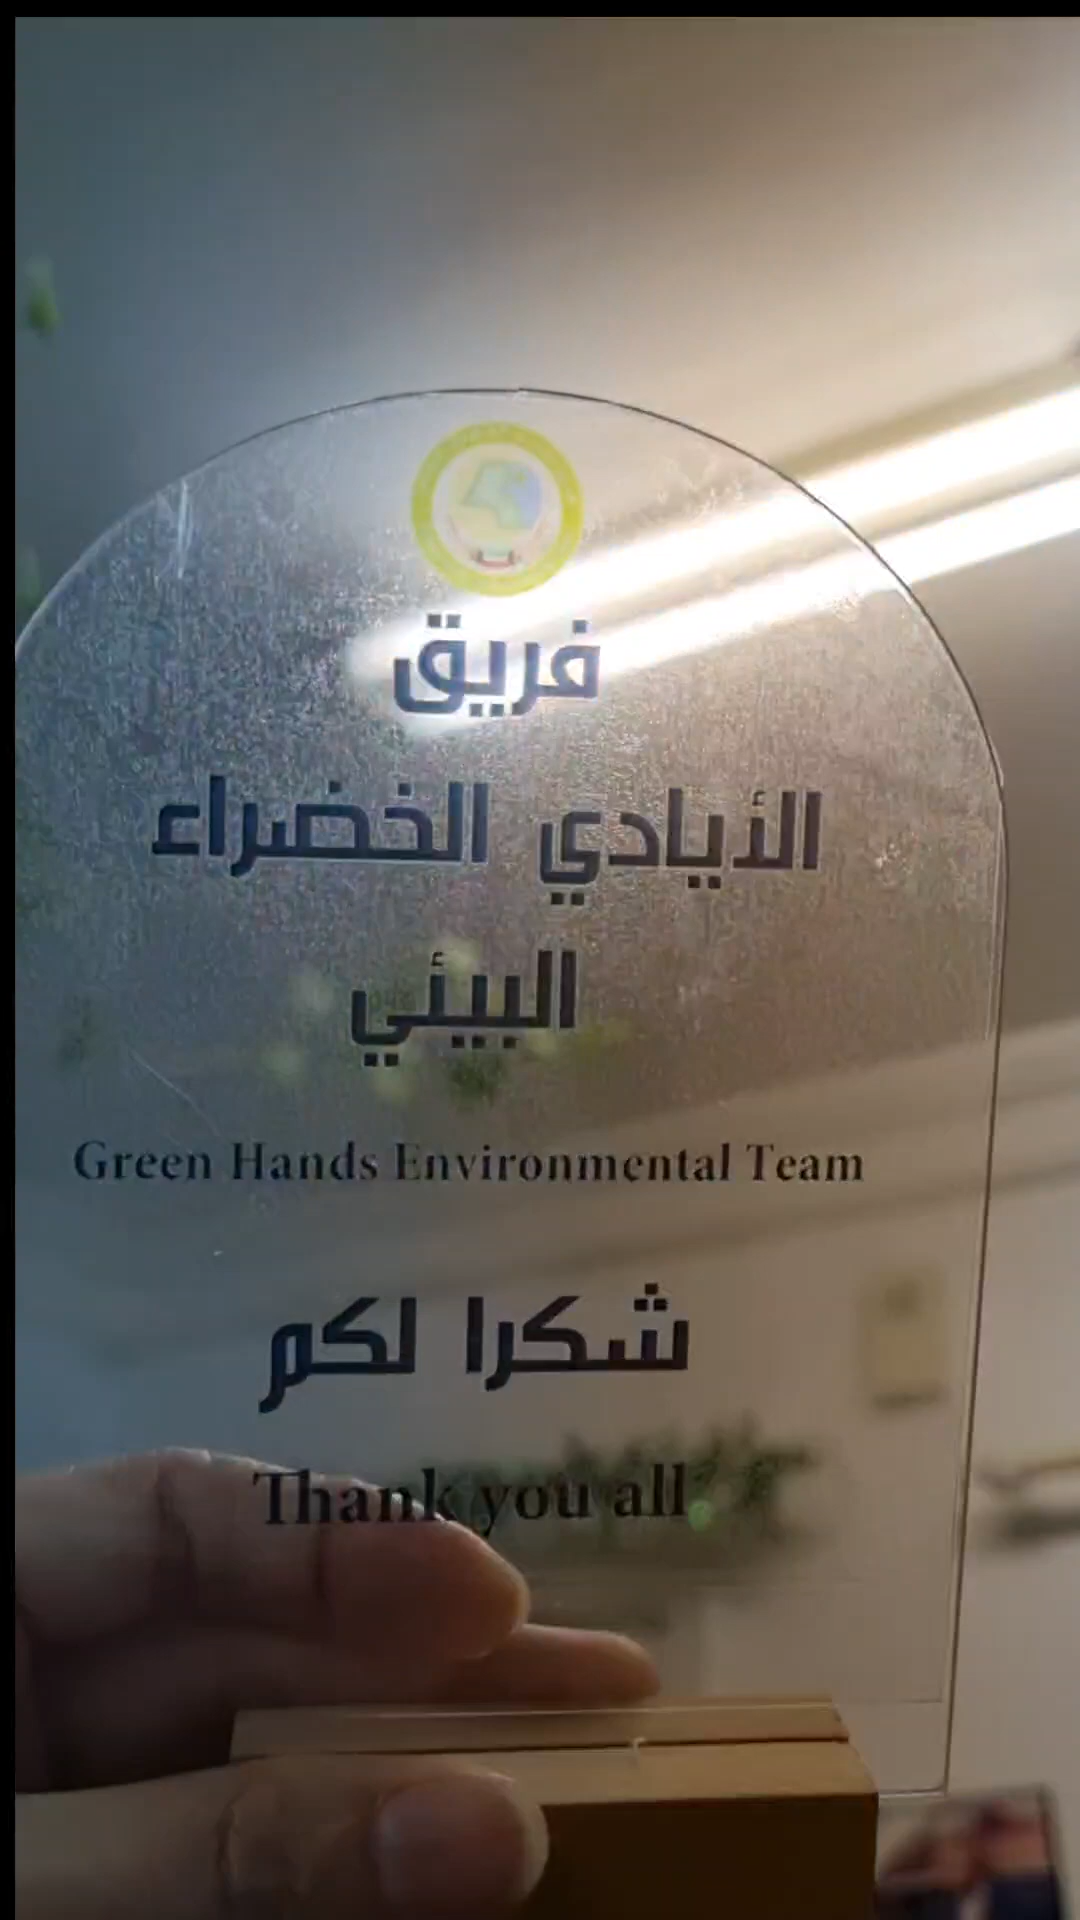 فريق
الأيادي الخضراء
البيئي
Green Hands Environmental Team
شكرا لكم
Thank you all